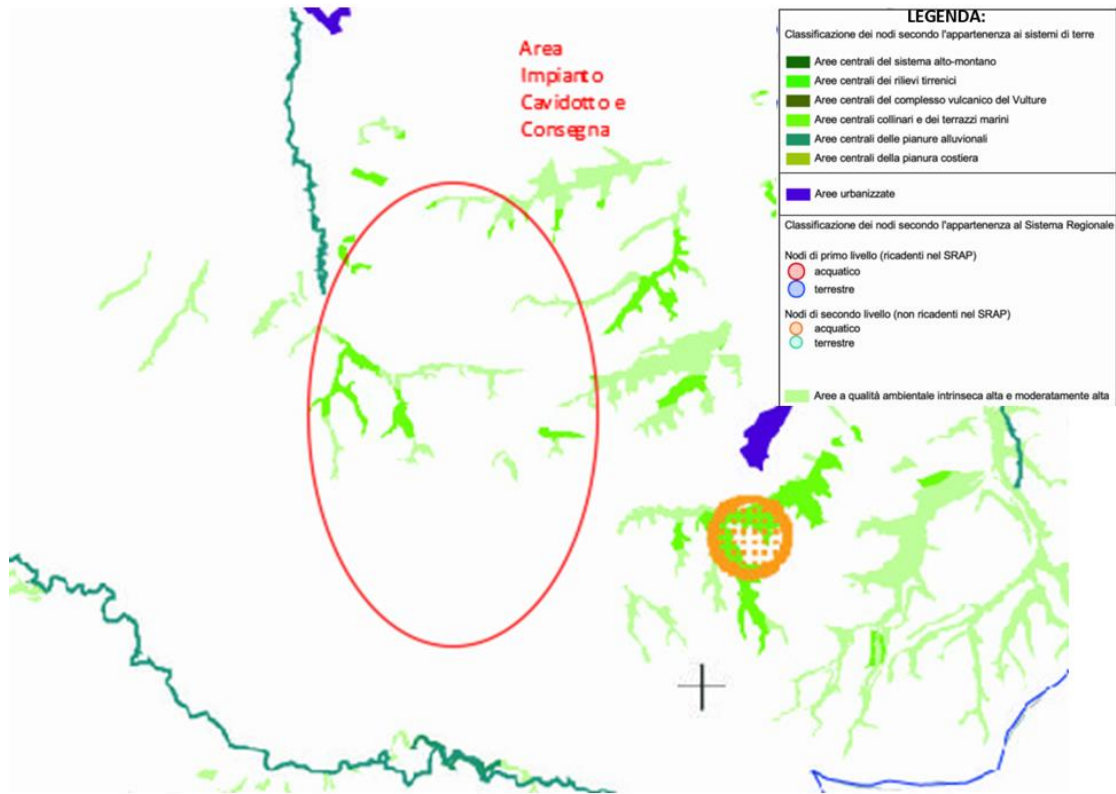 Area
Impianto
Cavidotto e
Consegna
LEGENDA:
Classificazione dei nodi secondo l'appartenenza ai sistemi di terre
Aree centrali del sistema alto-montano
Aree centrali dei rilievi tirrenici
Aree centrali del complesso vulcanico del Vulture
Aree centrali collinari e dei terrazzi marini
Aree centrali delle pianure alluvionali
Aree centrali della pianura costiera
Aree urbanizzate
Classificazione dei nodi secondo l'appartenenza al Sistema Regionale
Nodi di primo livello (ricadenti nel SRAP)
acquatico
terrestre
Nodi di secondo livello (non ricadenti nel SRAP)
acquatico
terrestre
Aree a qualità ambientale intrinseca alta e moderatamente alta